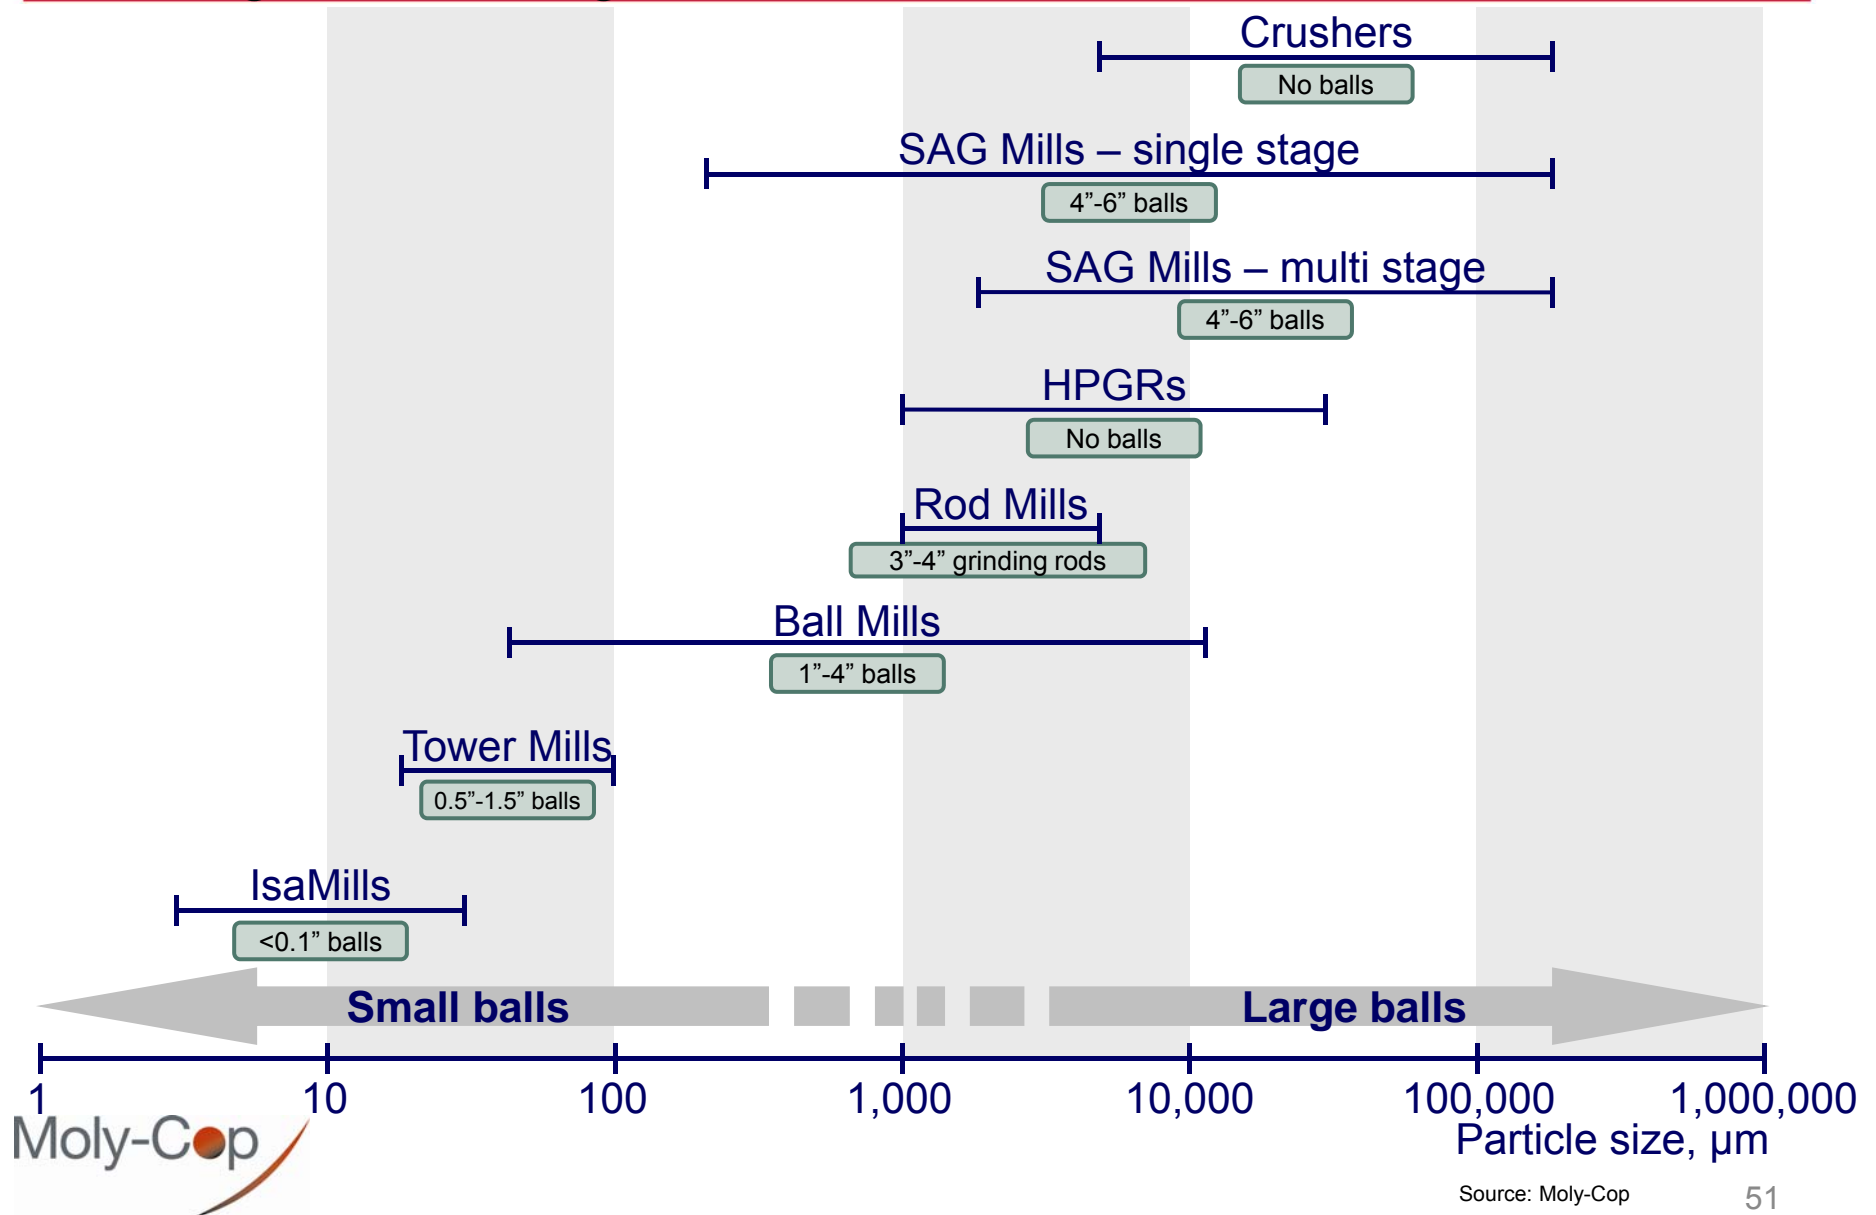 Crushers
No balls
SAG Mills – single stage
4”-6” balls
SAG Mills – multi stage
4”-6” balls
HPGRs
No balls
Rod Mills
3”-4” grinding rods
Ball Mills
1”-4” balls
Tower Mills
0.5”-1.5” balls
IsaMills
<0.1” balls
Small balls Large balls
1 10 100 1,000 10,000 100,000 1,000,000
Particle size, μm
Moly-Cop
Source: Moly-Cop 51